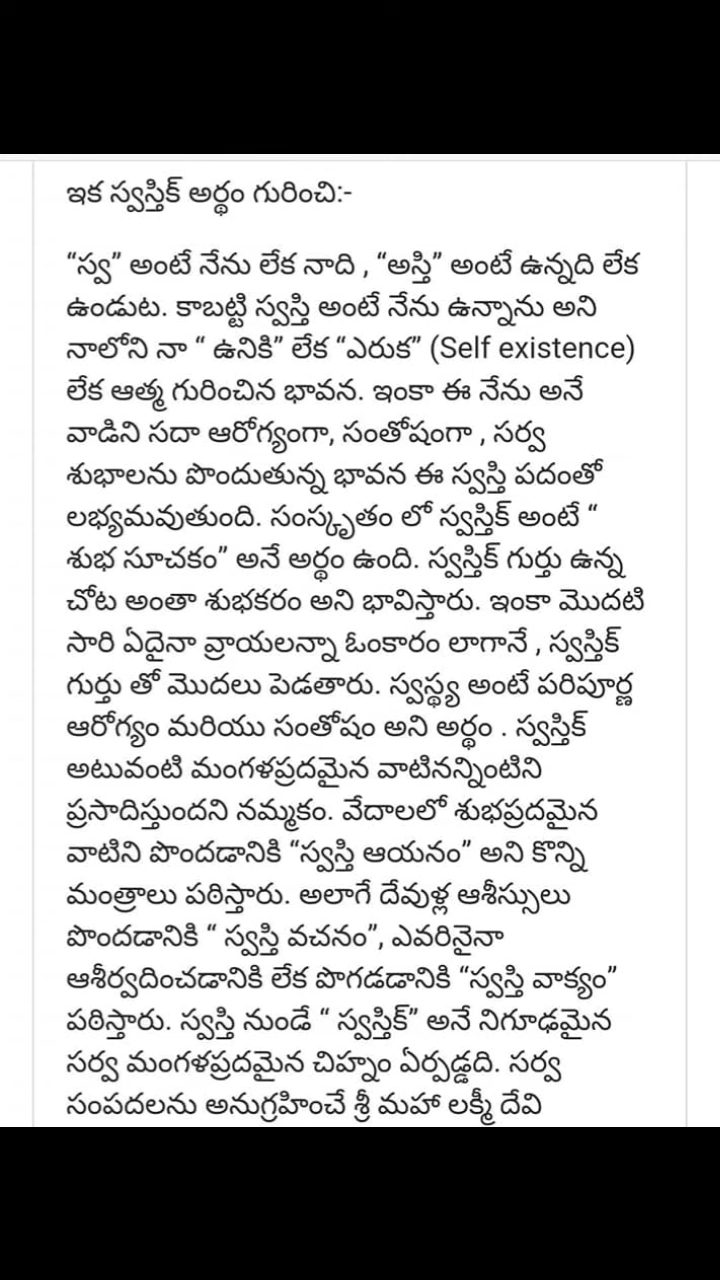 ఇక స్వస్తిక్ అర్థం గురించి:-
“స్వ” అంటే నేను లేక నాది , “అస్తి” అంటే ఉన్నది లేక
ఉండుట. కాబట్టి స్వస్తి అంటే నేను ఉన్నాను అని
నాలోని నా “ ఉనికి” లేక “ఎరుక” (Self existence)
లేక ఆత్మ గురించిన భావన. ఇంకా ఈ నేను అనే
వాడిని సదా ఆరోగ్యంగా, సంతోషంగా , సర్వ
శుభాలను పొందుతున్న భావన ఈ స్వస్తి పదంతో
లభ్యమవుతుంది. సంస్కృతం లో స్వస్తిక్ అంటే “
శుభ సూచకం” అనే అర్థం ఉంది. స్వస్తిక్ గుర్తు ఉన్న
చోట అంతా శుభకరం అని భావిస్తారు. ఇంకా మొదటి
సారి ఏదైనా వ్రాయలన్నా ఓంకారం లాగానే , స్వస్తిక్
గుర్తు తో మొదలు పెడతారు. స్వస్థ్య అంటే పరిపూర్ణ
ఆరోగ్యం మరియు సంతోషం అని అర్థం . స్వస్తిక్
అటువంటి మంగళప్రదమైన వాటినన్నింటిని
ప్రసాదిస్తుందని నమ్మకం. వేదాలలో శుభప్రదమైన
వాటిని పొందడానికి “స్వస్తి ఆయనం” అని కొన్ని
మంత్రాలు పఠిస్తారు. అలాగే దేవుళ్ల ఆశీస్సులు
పొందడానికి “ స్వస్తి వచనం”, ఎవరినైనా
ఆశీర్వదించడానికి లేక పొగడడానికి “స్వస్తి వాక్యం”
పఠిస్తారు. స్వస్తి నుండే “ స్వస్తిక్” అనే నిగూఢమైన
సర్వ మంగళప్రదమైన చిహ్నం ఏర్పడ్డది. సర్వ
సంపదలను అనుగ్రహించే శ్రీ మహా లక్ష్మీ దేవి